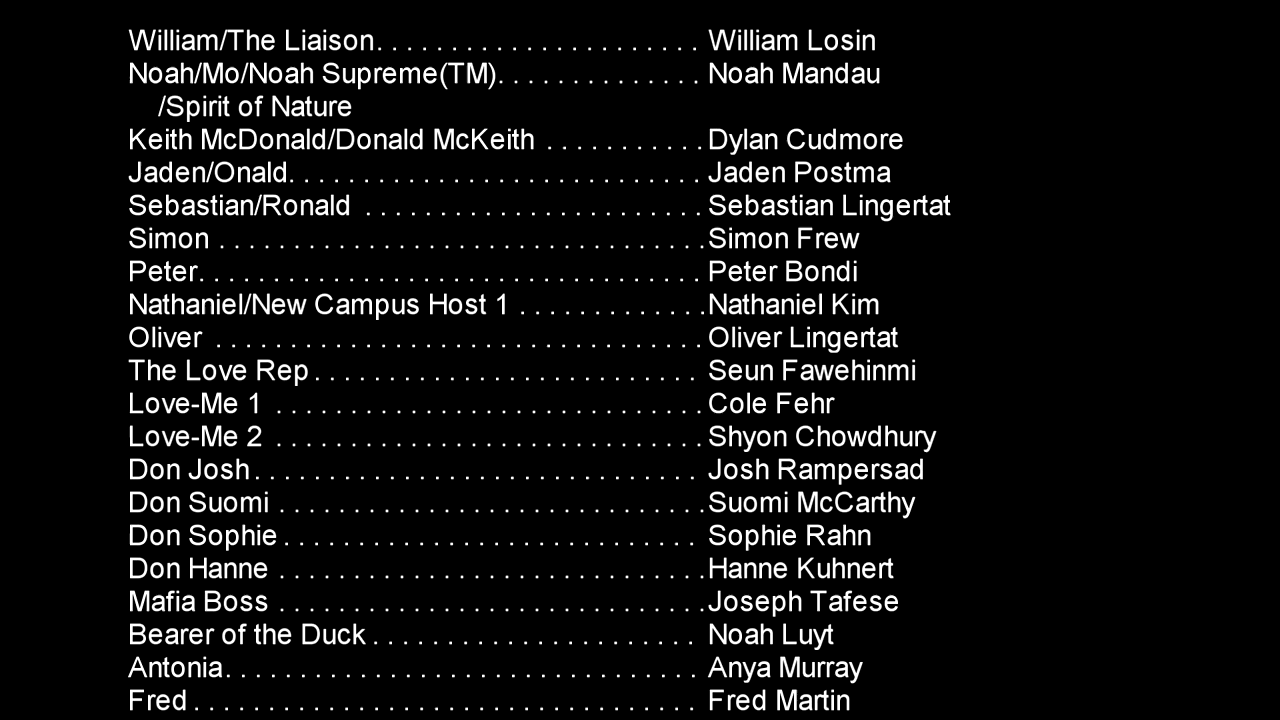 William/The Liaison. . . . . . . . . . . . . . . . . . . . . . William Losin
Noah/Mo/Noah Supreme(TM). . . . . . . . . . . . . . Noah Mandau
/Spirit of Nature
Keith McDonald/Donald McKeith . . . . . . . . . . . Dylan Cudmore
Jaden/Onald. . . . . . . . . . . . . . . . . . . . . . . . . . . . Jaden Postma
Sebastian/Ronald . . . . . . . . . . . . . . . . . . . . . . . Sebastian Lingertat
Simon . . . . . . . . . . . . . . . . . . . . . . . . . . . . . . . . .Simon Frew
Peter. . . . . . . . . . . . . . . . . . . . . . . . . . . . . . . . . . Peter Bondi
Nathaniel/New Campus Host 1 . . . . . . . . . . . . .Nathaniel Kim
Oliver . . . . . . . . . . . . . . . . . . . . . . . . . . . . . . . . . Oliver Lingertat
The Love Rep . . . . . . . . . . . . . . . . . . . . . . . . . . Seun Fawehinmi
Love-Me 1 . . . . . . . . . . . . . . . . . . . . . . . . . . . . . Cole Fehr
Love-Me 2 . . . . . . . . . . . . . . . . . . . . . . . . . . . . . Shyon Chowdhury
Don Josh . . . . . . . . . . . . . . . . . . . . . . . . . . . . . . Josh Rampersad
Don Suomi . . . . . . . . . . . . . . . . . . . . . . . . . . . . .Suomi McCarthy
Don Sophie . . . . . . . . . . . . . . . . . . . . . . . . . . . . Sophie Rahn
Don Hanne . . . . . . . . . . . . . . . . . . . . . . . . . . . . .Hanne Kuhnert
Mafia Boss . . . . . . . . . . . . . . . . . . . . . . . . . . . . .Joseph Tafese
Bearer of the Duck . . . . . . . . . . . . . . . . . . . . . . Noah Luyt
Antonia. . . . . . . . . . . . . . . . . . . . . . . . . . . . . . . . Anya Murray
Fred . . . . . . . . . . . . . . . . . . . . . . . . . . . . . . . . . . Fred Martin